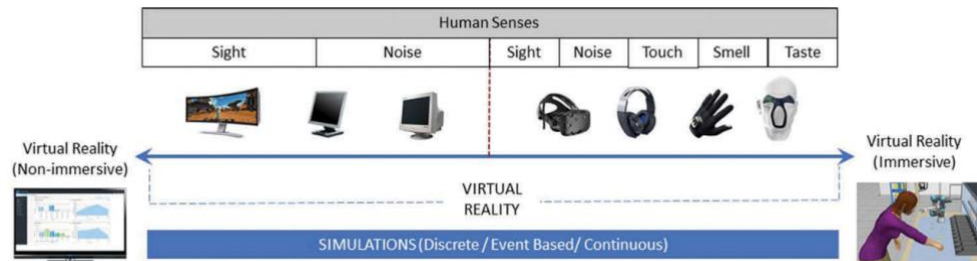 Human Senses
Sight Noise Sight Noise Touch Smell Taste
Virtual Reality
(Non-immersive)
Virtual Reality
(Immersive)
VIRTUAL
REALITY
SIMULATIONS (Discrete / Event Based/ Continuous)